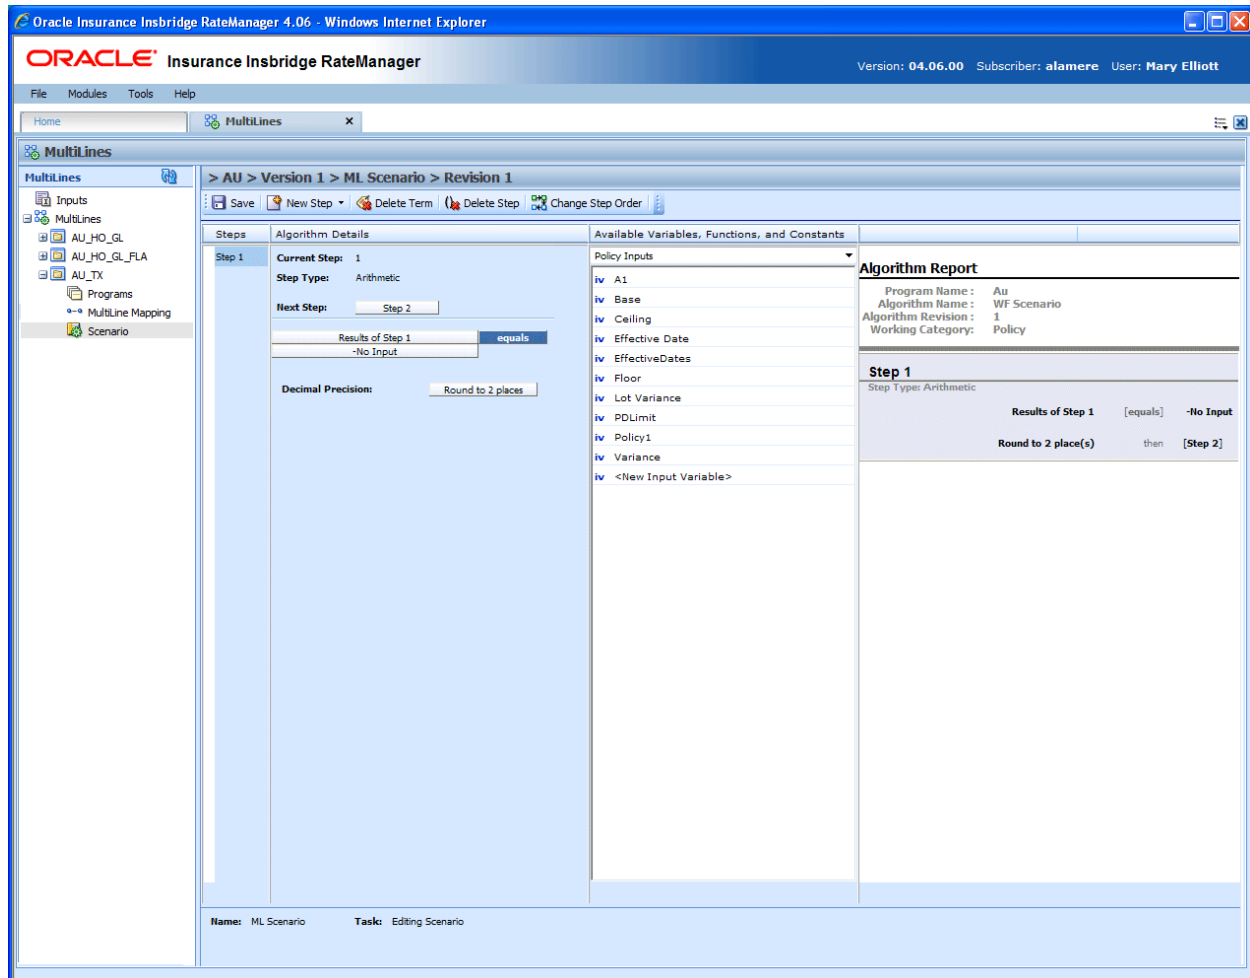 Oracle Insurance Insbridge RateManager 4.06 - Windows Internet Explorer
ORACLE Insurance Insbridge RateManager
Version: 04.06.00 Subscriber: alamere User: Mary Elliott
File Modules Tools Help
Home MultiLines x
MultiLines
MultiLines
> AU > Version 1 > ML Scenario > Revision 1
Inputs
MultiLines
AU_HO_GL
AU_HO_GL_FLA
AU_TX
Programs
MultiLine Mapping
Scenario
Save New Step Delete Term Delete Step Change Step Order
Steps Algorithm Details Available Variables, Functions, and Constants
Step 1
Current Step: 1
Step Type: Arithmetic
Next Step: Step 2
Results of Step 1 equals
-No Input
Decimal Precision: Round to 2 places
Policy Inputs
iv A1
iv Base
iv Ceiling
iv Effective Date
iv EffectiveDates
iv Floor
iv Lot Variance
iv PDLimit
iv Policy1
iv Variance
iv <New Input Variable>
Algorithm Report
Program Name : Au
Algorithm Name : WF Scenario
Algorithm Revision : 1
Working Category: Policy
Step 1
Step Type: Arithmetic
Results of Step 1 [equals] -No Input
Round to 2 place(s) then [Step 2]
Name: ML Scenario Task: Editing Scenario